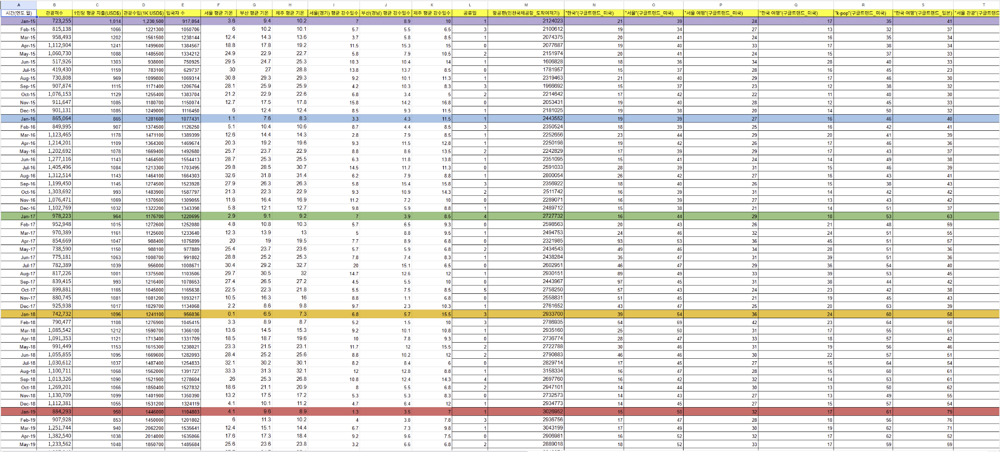 A B C D E F G H I J K L M N O P Q R S T
시간(연도.월) 관광객수 1인당 평균 지출(USD$) 관광수입(1K USD$) 입국자 수 서울 평균 기온 부산 평균 기온 제주 평균 기온 서울(경기) 평균 강수일수 부산(경남) 평균 강수일수 제주 평균 강수일수 공휴일 항공편(인천국제공항_도착여객기) "한국"(구글트랜드_미국) "서울"(구글트랜드_미국) "서울 여행"(구글트랜드_미국) "한국 여행"(구글트랜드_미국) "k-pop"(구글트랜드_미국) "한국 여행"(구글트랜드_일본) "서울 관광"(구글트랜드
Jan-15 723,255 1,014 1,230,500 917,054 3.6 9.4 10.2 7 8.9 10 1 2124023 21 39 24 17 35 41
Feb-15 815,138 1066 1221300 1050706 6 10.2 10.1 5.7 5.5 6.5 3 2100612 19 34 27 13 32 37
Mar-15 958,493 1202 1561500 1238144 12.4 14.3 13.6 3.7 5.8 8.5 1 2074375 20 41 24 16 35 34
Apr-15 1,112,904 1241 1499600 1384567 18.8 17.8 19.2 11.5 15.3 15 0 2077687 19 40 33 17 38 34
May-15 1,060,730 1088 1485500 1334212 24.9 22.9 22.7 5.8 7.9 10.5 2 2151974 20 41 24 15 37 33
Jun-15 517,926 1303 938000 750925 29.5 24.7 25.3 10.3 10.4 14 1 1606828 18 36 34 28 40 33
Jul-15 419,430 1159 783100 629737 30 27 28.8 13.8 13.7 8.5 0 1781957 15 37 28 16 45 23
Aug-15 730,808 969 1099800 1069314 30.8 29.3 29.3 9.2 10.1 11.3 1 2319463 21 40 29 17 46 30
Sep-15 907,874 1115 1171400 1206764 28.1 25.9 25.9 4.2 10.3 8.3 3 1966692 15 37 23 12 38 32
Oct-15 1,076,153 1129 1255400 1383704 21.2 22.9 22.6 6.8 3.4 5 2 2214642 17 42 22 11 40 30
Nov-15 911,647 1085 1180700 1150074 12.7 17.5 17.8 15.8 14.2 16.8 0 2053431 19 40 28 12 45 33
Dec-15 901,131 1085 1249000 1116450 6 12.4 12.4 8.5 9.3 11.5 1 2181025 19 38 20 14 50 32
Jan-16 865,064 865 1281600 1077431 1.1 7.6 8.3 3.3 4.3 11.5 1 2443552 19 39 27 16 46 40
Feb-16 849,995 907 1374500 1126250 5.1 10.4 10.6 8.7 4.4 8.5 3 2350524 18 39 25 16 42 41
Mar-16 1,123,465 1178 1471100 1389399 12.6 14.4 14.3 2.8 7.9 8.5 1 2252656 23 44 29 20 41 39
Apr-16 1,214,201 1109 1364300 1469674 20.3 19.2 19.6 9.3 11.5 12.8 1 2250198 19 42 26 17 46 36
May-16 1,202,692 1078 1669400 1492680 25.7 23.7 22.9 8.8 8.6 13.5 2 2242829 17 39 29 17 43 37
Jun-16 1,277,116 1143 1464500 1554413 28.7 25.3 25.5 6.3 11.8 13.8 1 2351095 15 41 24 14 49 38
Jul-16 1,405,496 1084 1213300 1703495 29.8 28.5 30.7 14.5 11.7 11.3 0 2591033 28 39 31 15 46 39
Aug-16 1,312,514 1143 1464100 1664303 32.6 31.8 31.4 6.2 7.9 8.8 1 2800054 26 42 27 16 43 41
Sep-16 1,199,450 1145 1274500 1523928 27.9 26.3 26.3 5.8 15.4 15.8 3 2356922 18 40 26 15 38 43
Oct-16 1,303,692 993 1483900 1587797 21.3 22.3 22.9 9.3 10.9 14.3 2 2511742 16 39 31 14 42 42
Nov-16 1,076,471 1069 1370500 1309055 11.6 16.4 16.9 11.2 7.2 10 0 2289071 16 39 27 13 43 42
Dec-16 1,102,769 1032 1322200 1343398 5.8 12.1 12.7 9.8 5.9 8.8 1 2489712 15 38 21 14 51 37
Jan-17 978,223 964 1176700 1220695 2.9 9.1 9.2 7 3.9 8.5 4 2727732 16 44 29 18 53 63
Feb-17 952,948 1015 1272600 1252080 4.8 10.8 10.3 5.7 6.5 9.3 0 2598563 20 43 26 21 48 59
Mar-17 970,389 1161 1125600 1233640 12.3 13.9 13 5 8.8 9.5 1 2494753 24 46 32 24 51 55
Apr-17 854,669 1047 988400 1075899 20 19 19.5 7.7 8.9 6.8 0 2321985 93 53 36 45 51 57
May-17 738,590 1150 988100 977889 25.4 23.7 23.6 5.7 5.9 6.8 2 2434543 49 46 34 28 51 36
Jun-17 775,181 1063 1008700 991802 28.8 25.2 25.3 7.8 7.4 8.3 1 2438284 35 47 31 39 51 36
Jul-17 782,389 1039 956000 1008671 30.4 29.2 32.7 20 15.1 6.5 0 2602951 46 47 29 36 54 40
Aug-17 817,226 1001 1375500 1103506 29.7 30.5 32 14.7 12.6 12 1 2930151 89 49 33 39 53 45
Sep-17 839,415 993 1216400 1078653 27.4 26.5 27.2 4.5 5.5 10 0 2443967 97 45 31 38 44 42
Oct-17 899,881 1165 1045000 1165638 22.5 22.3 21.8 5.5 7.5 8.5 5 2758250 57 43 24 23 42 38
Nov-17 880,745 1081 1081200 1093217 10.5 16.3 16 8.8 1.1 6.8 0 2558831 51 45 21 19 45 43
Dec-17 925,938 1017 1029700 1134068 2.2 8.6 9.8 9.7 2.3 10.3 1 2761652 43 47 25 20 63 39
Jan-18 742,732 1096 1241100 956036 0.1 6.5 7.3 6.8 5.7 15.5 3 2933700 39 54 36 24 60 58
Feb-18 790,477 1108 1276900 1045415 3.3 8.9 8.7 5.2 1.5 10 3 2786935 54 69 42 23 64 50
Mar-18 1,085,542 1212 1590700 1366100 13.6 14.5 15.3 9.2 10.1 10.8 1 2935160 25 50 31 17 55 51
Apr-18 1,091,353 1121 1713400 1331709 18.5 18.7 19.6 10 7.8 9.3 0 2736774 28 47 33 18 57 42
May-18 991,449 1153 1615300 1238021 23.3 21.5 23.1 11.7 12 15.5 2 2722788 30 46 31 19 56 46
Jun-18 1,055,855 1095 1669600 1282093 28.4 25.2 25.6 8.8 10.2 12 2 2790883 46 46 30 22 57 51
Jul-18 1,030,612 1037 1487400 1254833 32.1 30.2 30.1 8.2 8.4 6 0 2829714 17 45 27 15 64 54
Aug-18 1,100,711 1068 1562000 1391727 33.3 31.3 32.1 12 12.8 8.8 1 3158334 16 47 28 15 60 61
Sep-18 1,013,326 1090 1521900 1278604 26 25.3 26.8 10.8 12.4 14.3 4 2697760 16 42 32 14 53 61
Oct-18 1,269,201 1066 1850400 1527832 18.6 21.1 20.9 8 5.5 6.8 2 2947101 14 44 30 13 50 62
Nov-18 1,130,709 1099 1401900 1350390 13.2 17.5 17.2 5.3 5.3 8.3 0 2732573 14 43 27 13 49 55
Dec-18 1,112,381 1055 1531200 1324119 4.1 10.1 11.2 4.7 6.4 12 1 2934773 14 45 27 15 57 54
Jan-19 884,293 950 1446000 1104803 4.1 9.6 8.9 1.3 3.5 7 1 3026952 15 50 32 17 61 79
Feb-19 907,928 853 1450000 1201802 6 11.3 10.2 4 3.8 7.8 3 2936756 17 47 28 18 56 76
Mar-19 1,251,744 940 2062200 1535641 12.4 15.1 14.4 6.7 7.3 9.8 1 3043199 17 49 30 19 62 71
Apr-19 1,382,540 1038 2014000 1635066 17.6 17.3 18.4 9.2 9.6 7.5 0 2906981 16 52 32 17 62 52
May-19 1,233,562 1048 1850700 1485684 25.6 23.6 23.8 3.2 6.6 6.8 2 2889018 18 52 33 17 59 59